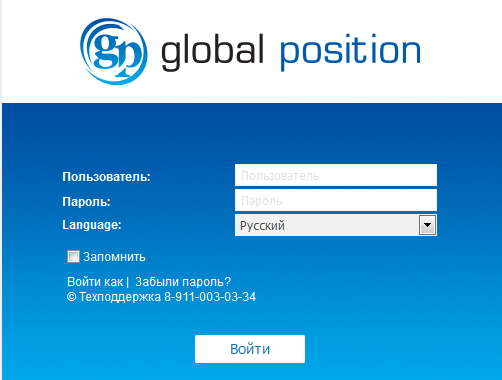 gp global position
Пользователь: Пользователь
Пароль: Пароль
Language: Русский
Запомнить
Войти как | Забыли пароль?
© Техподдержка 8-911-003-03-34
Войти